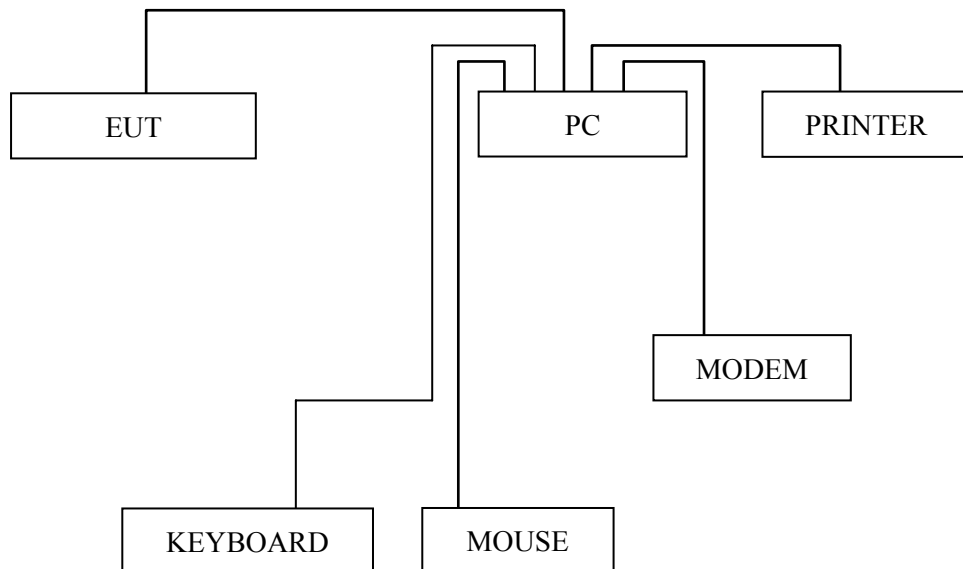 EUT
PC
PRINTER
MODEM
KEYBOARD
MOUSE